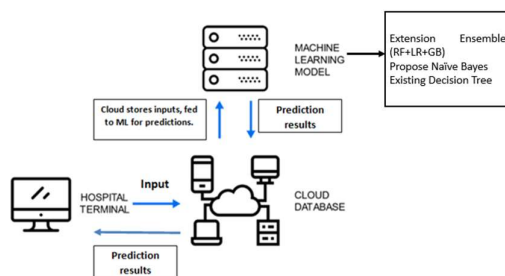 Extension Ensemble
(RF+LR+GB)
Propose Naïve Bayes
Existing Decision Tree
MACHINE
LEARNING
MODEL
Cloud stores inputs, fed
to ML for predictions.
Prediction
results
Input
HOSPITAL
TERMINAL
CLOUD
DATABASE
Prediction
results